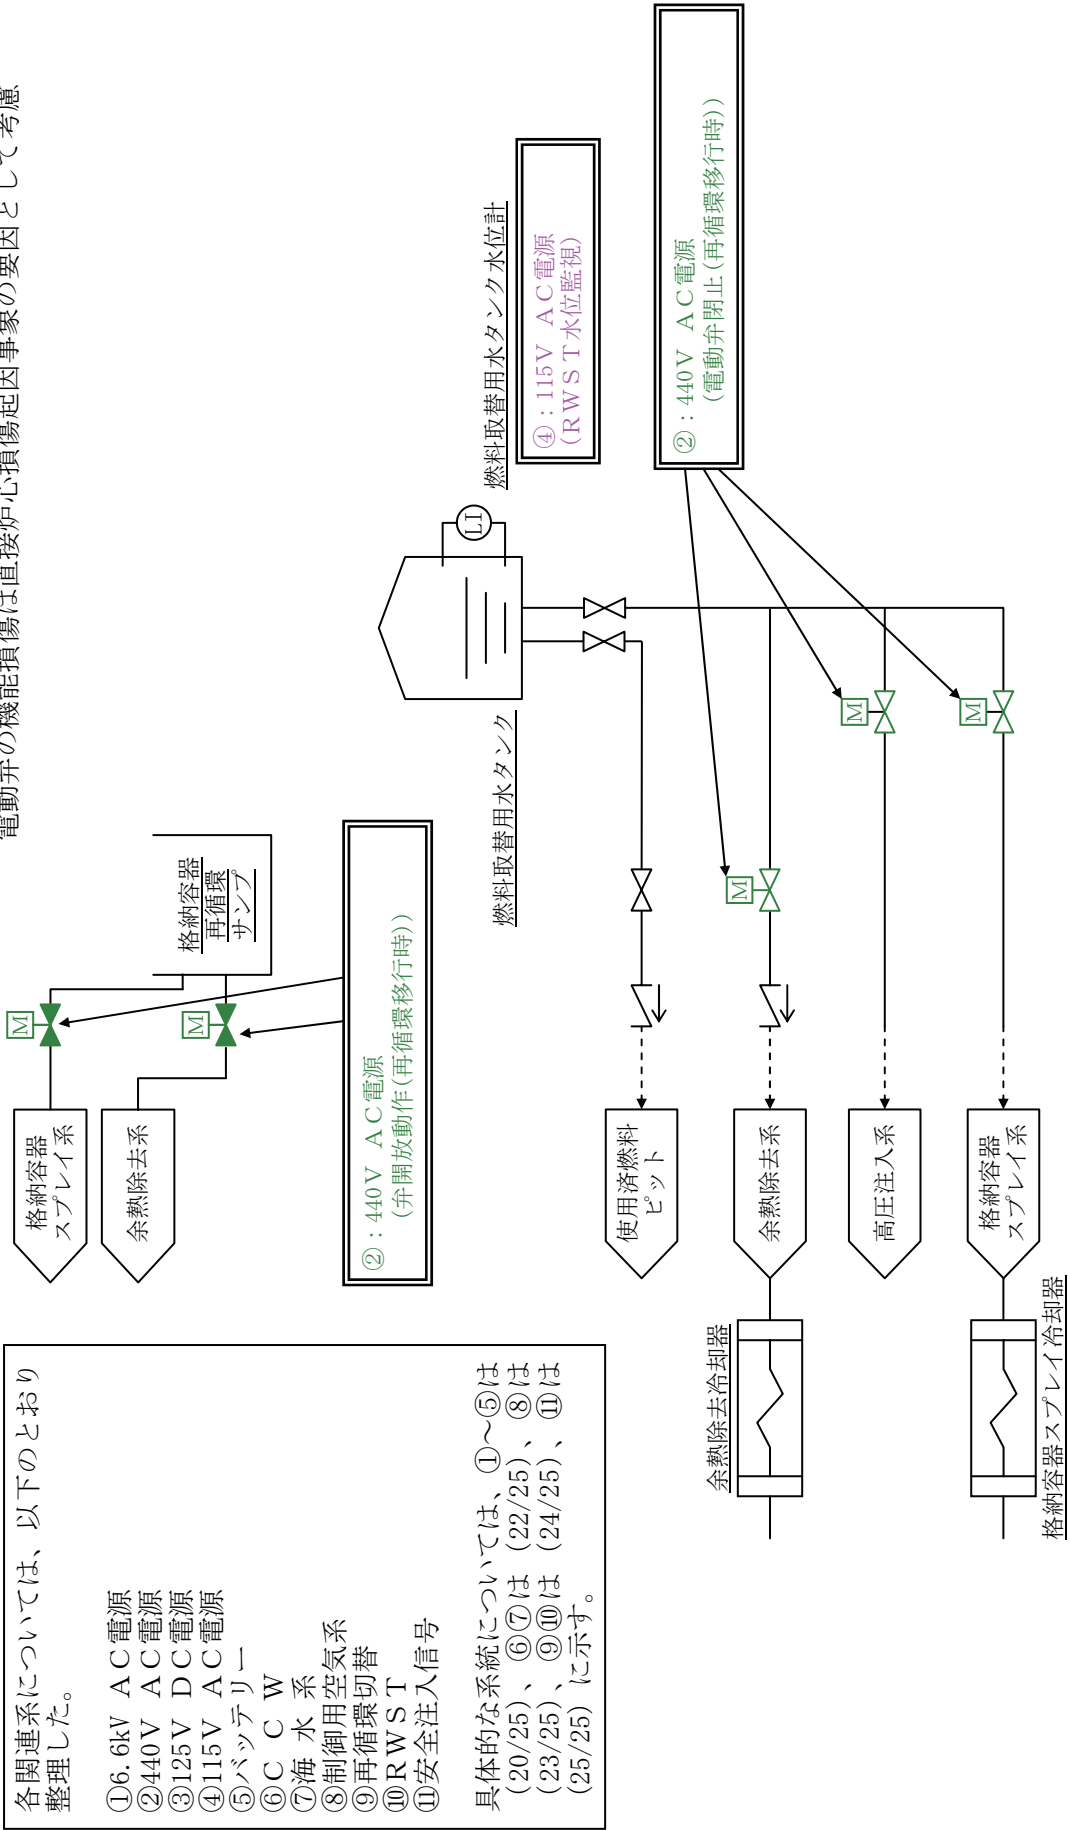 電動弁の機能損傷は直接炉心損傷起因事象の要因として考慮
各関連系については、以下のとおり
整理した。
①6.6kV ＡＣ電源
②440Ｖ ＡＣ電源
③125Ｖ ＤＣ電源
④115Ｖ ＡＣ電源
⑤バッテリー
⑥Ｃ Ｃ Ｗ
⑦海 水 系
⑧制御用空気系
⑨再循環切替
⑩ＲＷＳＴ
⑪安全注入信号
具体的な系統については、①～⑤は
(20/25)、⑥⑦は (22/25)、⑧は
(23/25)、⑨⑩は (24/25)、⑪は
(25/25) に示す。
格納容器
スプレイ系
余熱除去系
M
M
格納容器
再循環
サンプ
②：440Ｖ ＡＣ電源
(弁開放動作(再循環移行時))
燃料取替用水タンク
LI
燃料取替用水タンク水位計
④：115Ｖ ＡＣ電源
(ＲＷＳＴ水位監視)
②：440Ｖ ＡＣ電源
(電動弁閉止(再循環移行時))
使用済燃料
ピット
余熱除去冷却器
余熱除去系
M
高圧注入系
M
格納容器スプレイ冷却器
格納容器
スプレイ系
M